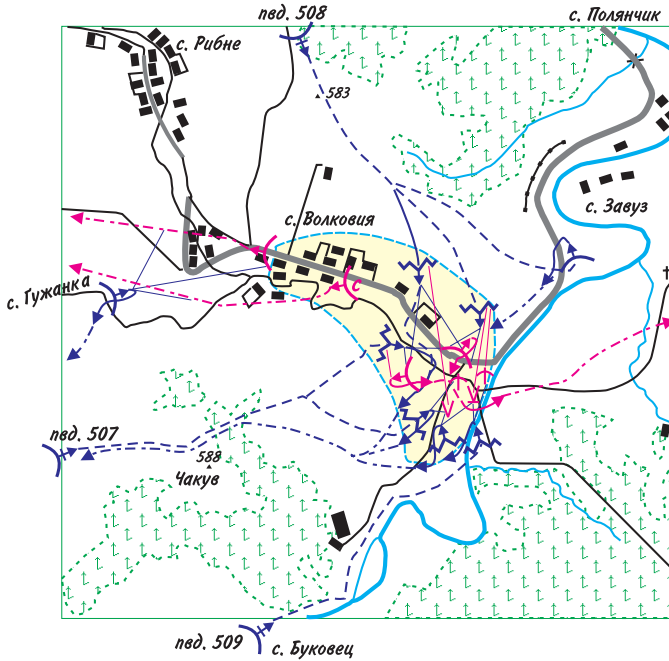 пвд. 508
с. Полянчик
с. Рибне
583
с. Завуз
с. Волковия
с. Гужанка
С
пвд. 507
588
Чакув
пвд. 509
с. Буковец